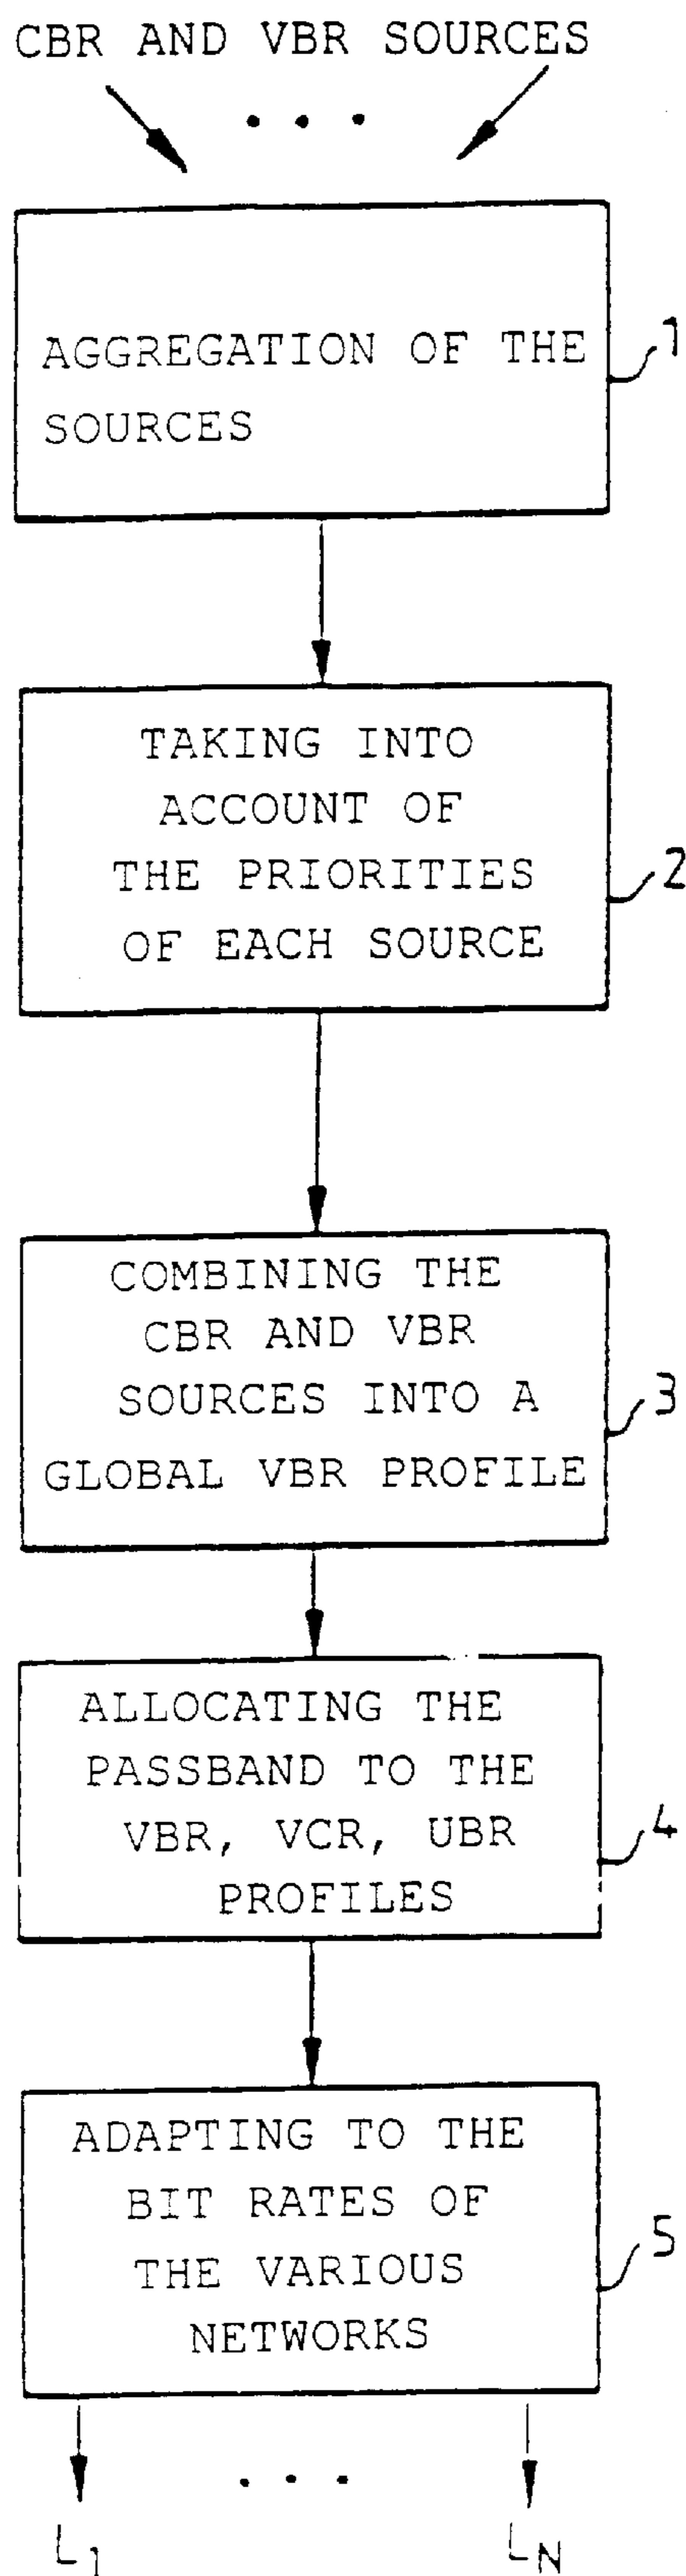 CBR AND VBR SOURCES
. . .
AGGREGATION OF THE
SOURCES
1
TAKING INTO
ACCOUNT OF
THE PRIORITIES
OF EACH SOURCE
2
COMBINING THE
CBR AND VBR
SOURCES INTO A
GLOBAL VBR PROFILE
3
ALLOCATING THE
PASSBAND TO THE
VBR, VCR, UBR
PROFILES
4
ADAPTING TO THE
BIT RATES OF
THE VARIOUS
NETWORKS
5
. . .
L1 LN